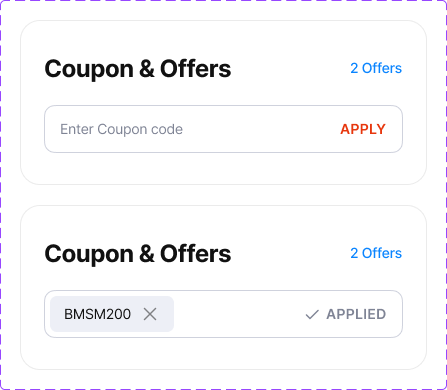 Coupon & Offers
2 Offers
Enter Coupon code
APPLY
Coupon & Offers
2 Offers
BMSM200
APPLIED